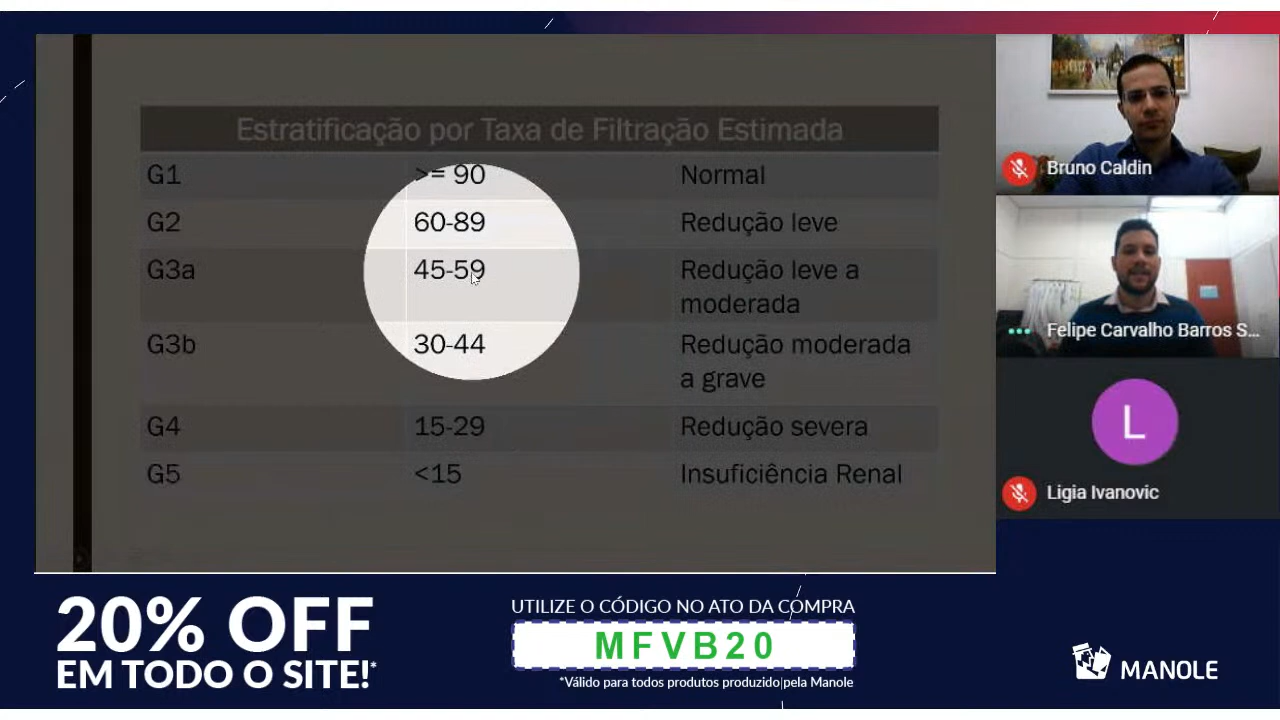 Estratificação por Taxa de Filtração Estimada
G1 >= 90 Normal
G2 60-89 Redução leve
G3a 45-59 Redução leve a
moderada
G3b 30-44 Redução moderada
a grave
G4 15-29 Redução severa
G5 <15 Insuficiência Renal
Bruno Caldin
Felipe Carvalho Barros S...
L
Ligia Ivanovic
20% OFF
EM TODO O SITE!*
UTILIZE O CÓDIGO NO ATO DA COMPRA
MFVB20
*Válido para todos produtos produzido pela Manole
MANOLE